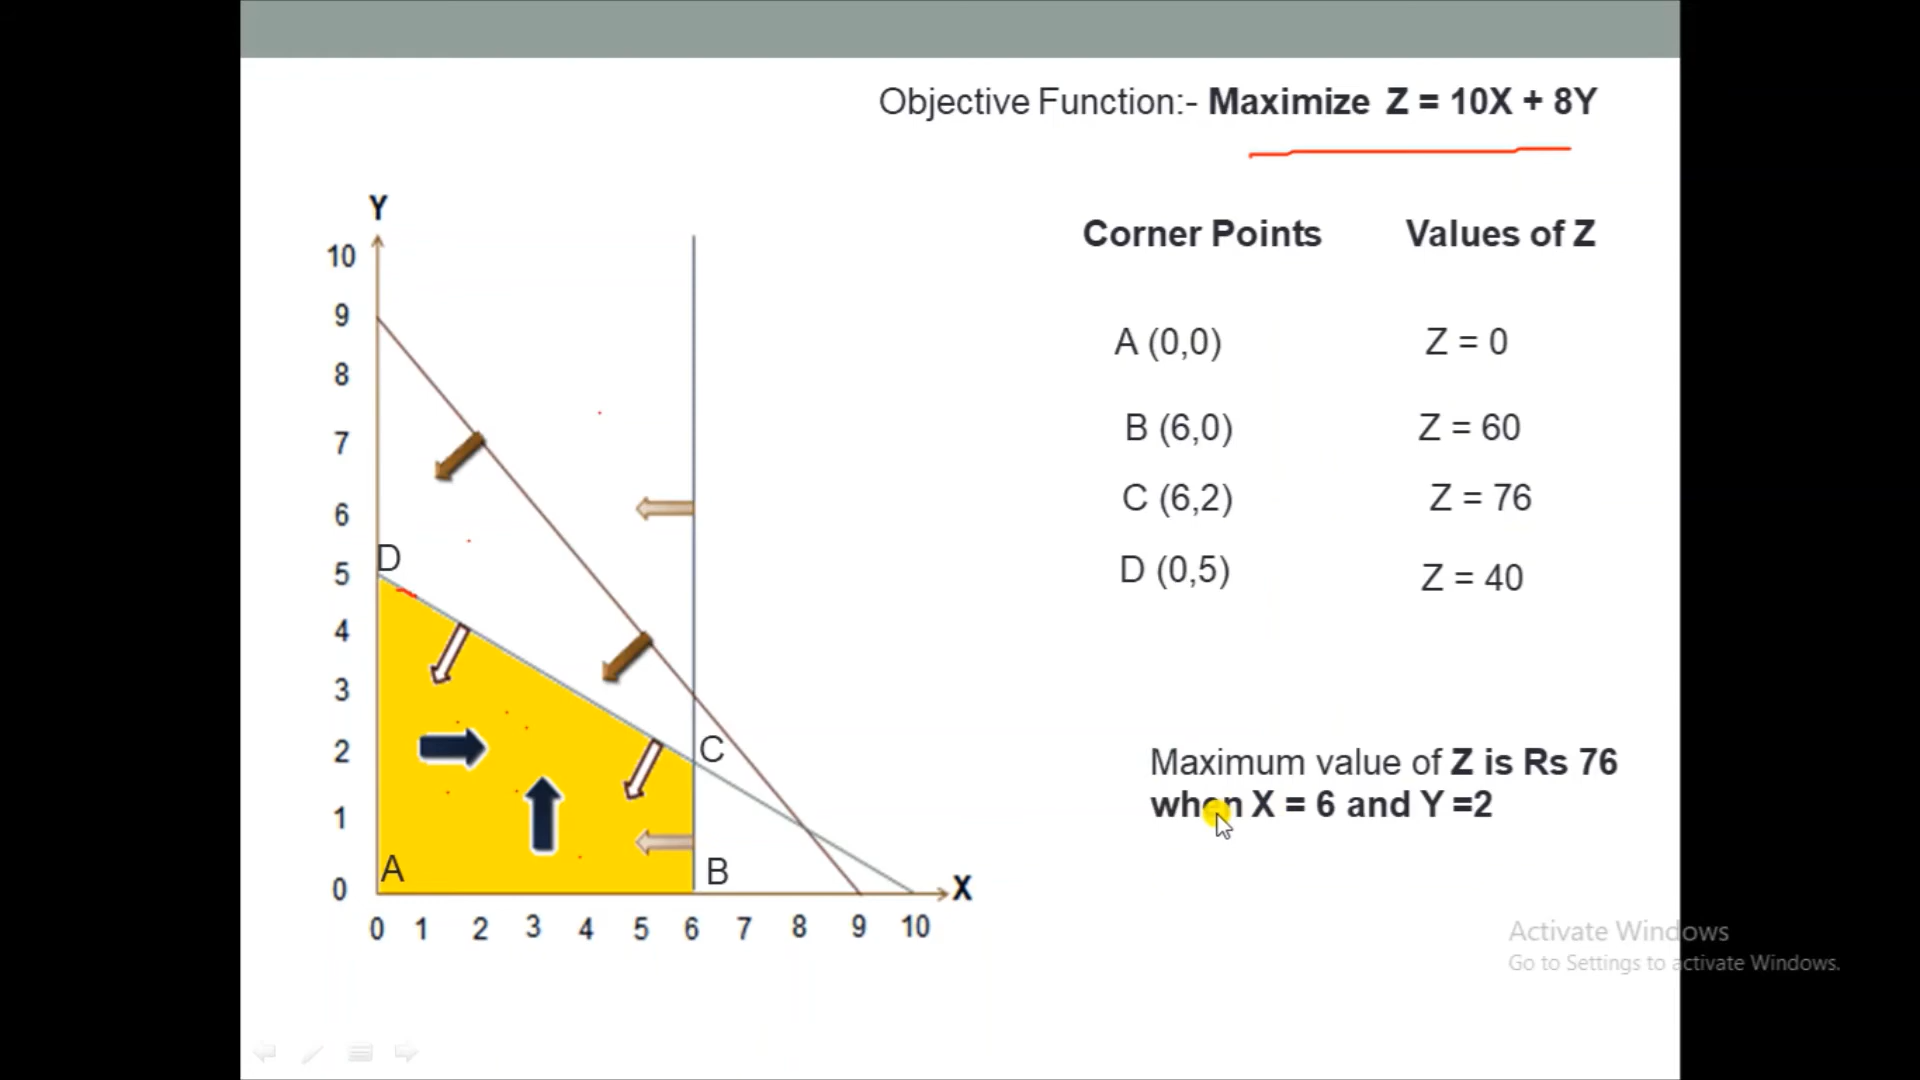 Objective Function:- Maximize Z = 10X + 8Y
Y
10
9
8
7
6
5
4
3
2
1
0
D
C
A
B
X
0 1 2 3 4 5 6 7 8 9 10
Corner Points Values of Z
A (0,0) Z = 0
B (6,0) Z = 60
C (6,2) Z = 76
D (0,5) Z = 40
Maximum value of Z is Rs 76
when X = 6 and Y =2
Activate Windows
Go to Settings to activate Windows.